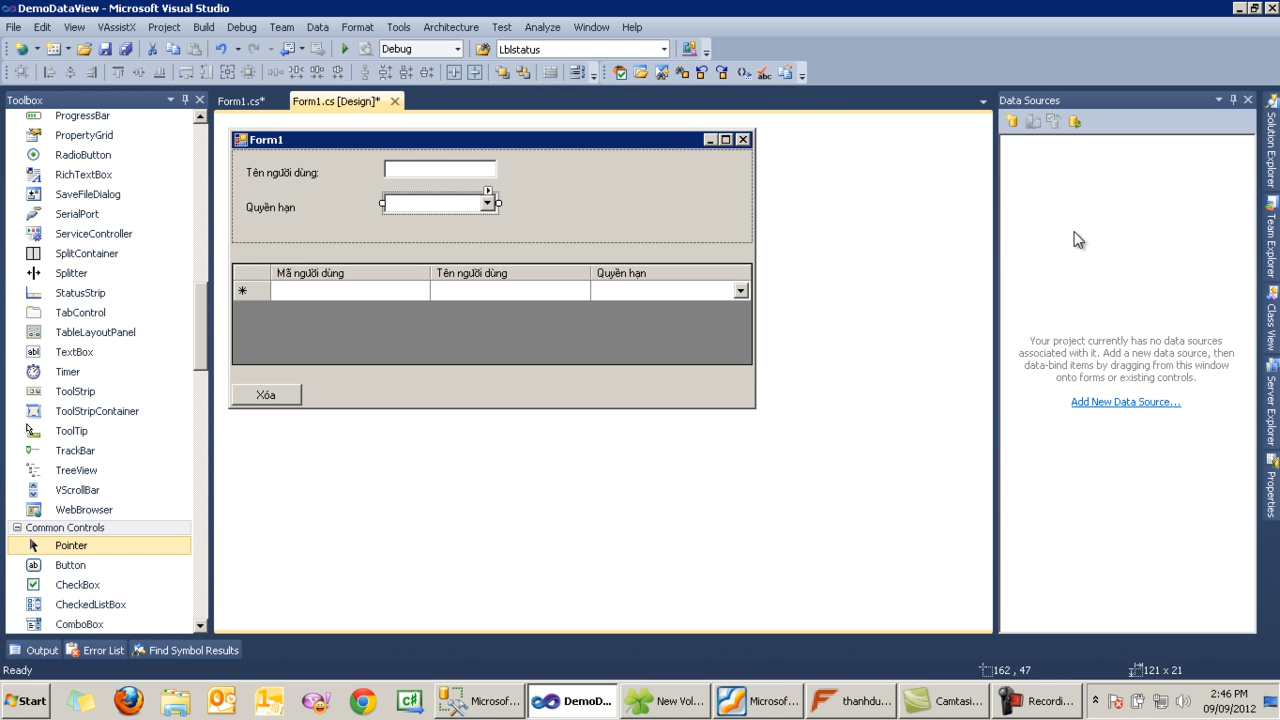 DemoDataView - Microsoft Visual Studio
File Edit View VAssistX Project Build Debug Team Data Format Tools Architecture Test Analyze Window Help
Debug Lblstatus
Toolbox Form1.cs* Form1.cs [Design]* Data Sources
ProgressBar
PropertyGrid
RadioButton
RichTextBox
SaveFileDialog
SerialPort
ServiceController
SplitContainer
Splitter
StatusStrip
TabControl
TableLayoutPanel
TextBox
Timer
ToolStrip
ToolStripContainer
ToolTip
TrackBar
TreeView
VScrollBar
WebBrowser
Common Controls
Pointer
Button
CheckBox
CheckedListBox
ComboBox
Form1
Tên người dùng:
Quyền hạn
Mã người dùng Tên người dùng Quyền hạn
Xóa
Your project currently has no data sources
associated with it. Add a new data source, then
data-bind items by dragging from this window
onto forms or existing controls.
Add New Data Source...
Solution Explorer
Team Explorer
Class View
Server Explorer
Properties
Output Error List Find Symbol Results
Ready 162 , 47 121 x 21
Start Microsof... DemoD... New Vol... Microsof... thanhdu... Camtasi... Recordi... 2:46 PM
09/09/2012